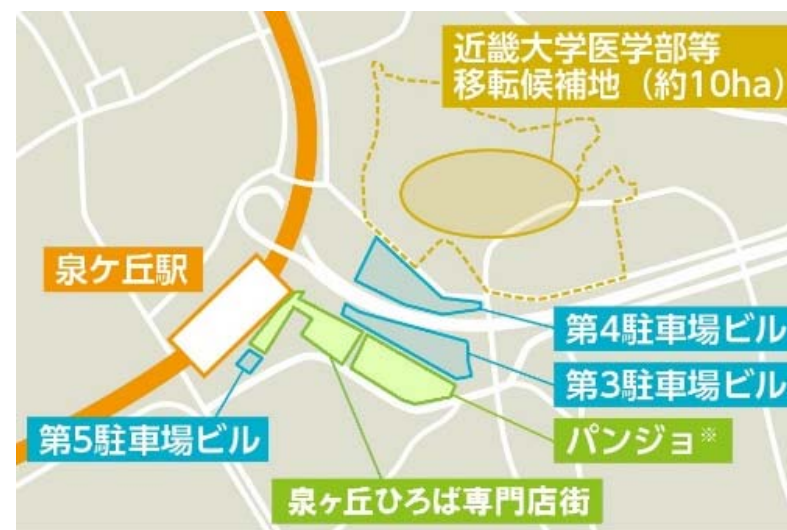 近畿大学医学部等
移転候補地（約10ha）
泉ケ丘駅
第4駐車場ビル
第3駐車場ビル
第5駐車場ビル
パンジョ※
泉ヶ丘ひろば専門店街